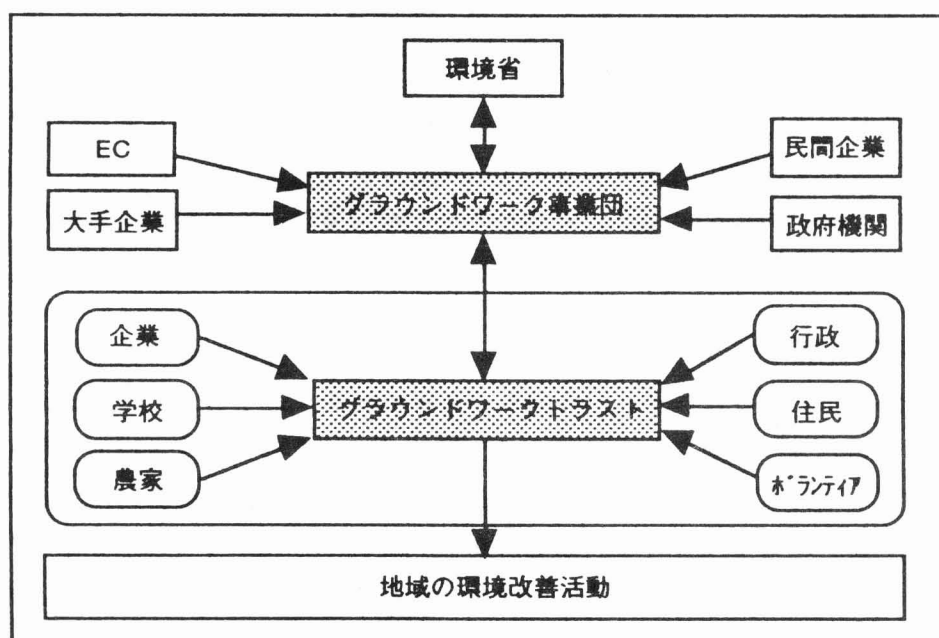 環境省
EC
民間企業
グラウンドワーク事業団
大手企業
政府機関
企業
行政
学校
グラウンドワークトラスト
住民
農家
ボランティア
地域の環境改善活動